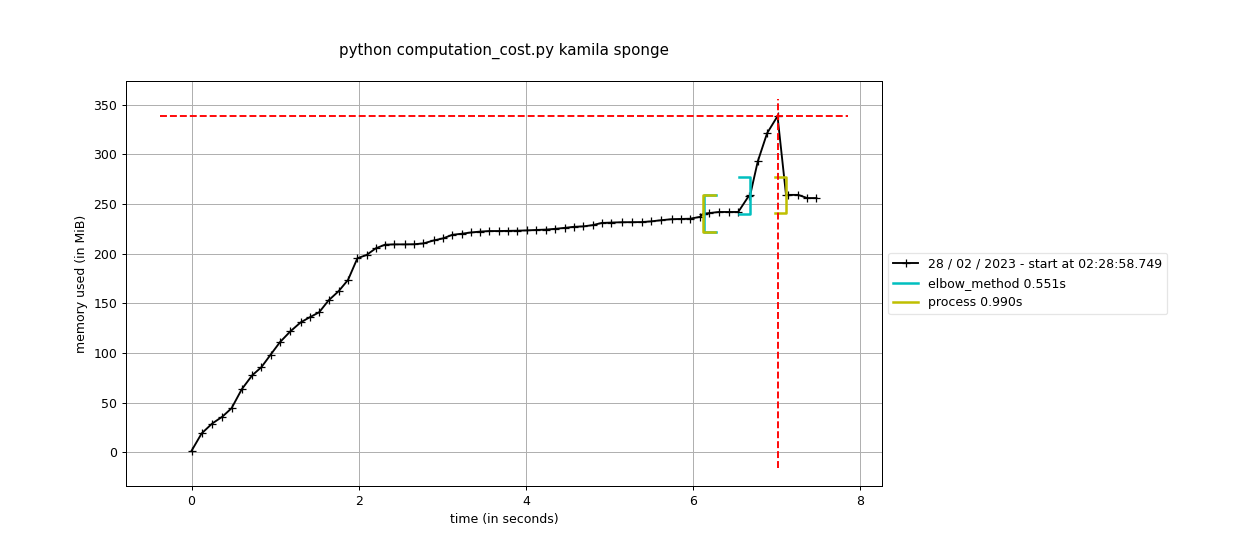 python computation_cost.py kamila sponge
350
300
250
200
150
100
50
0
memory used (in MiB)
0 2 4 6 8
time (in seconds)
28 / 02 / 2023 - start at 02:28:58.749
elbow_method 0.551s
process 0.990s